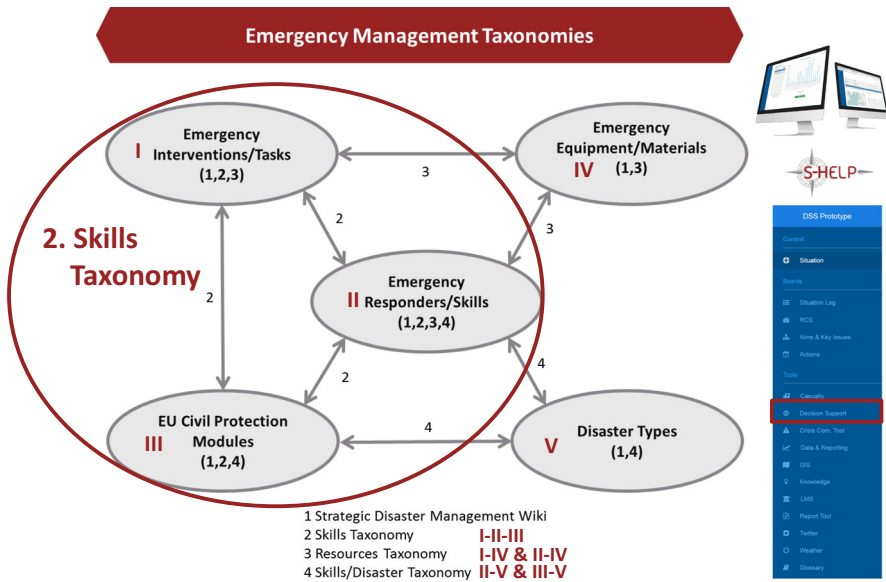 Emergency Management Taxonomies
I
Emergency
Interventions/Tasks
(1,2,3)
3
Emergency
Equipment/Materials
IV
(1,3)
2
3
2. Skills
Taxonomy
2
II
Emergency
Responders/Skills
(1,2,3,4)
2
4
III
EU Civil Protection
Modules
(1,2,4)
4
V
Disaster Types
(1,4)
1 Strategic Disaster Management Wiki
2 Skills Taxonomy I-II-III
3 Resources Taxonomy I-IV & II-IV
4 Skills/Disaster Taxonomy II-V & III-V
S-HELP
DSS Prototype
Context
Situation
Boards
Situation Log
RCS
Aims & Key Issues
Actions
Tools
Casualty
Decision Support
Crisis Com. Tool
Data & Reporting
GIS
Knowledge
LMS
Report Tool
Twitter
Weather
Glossary